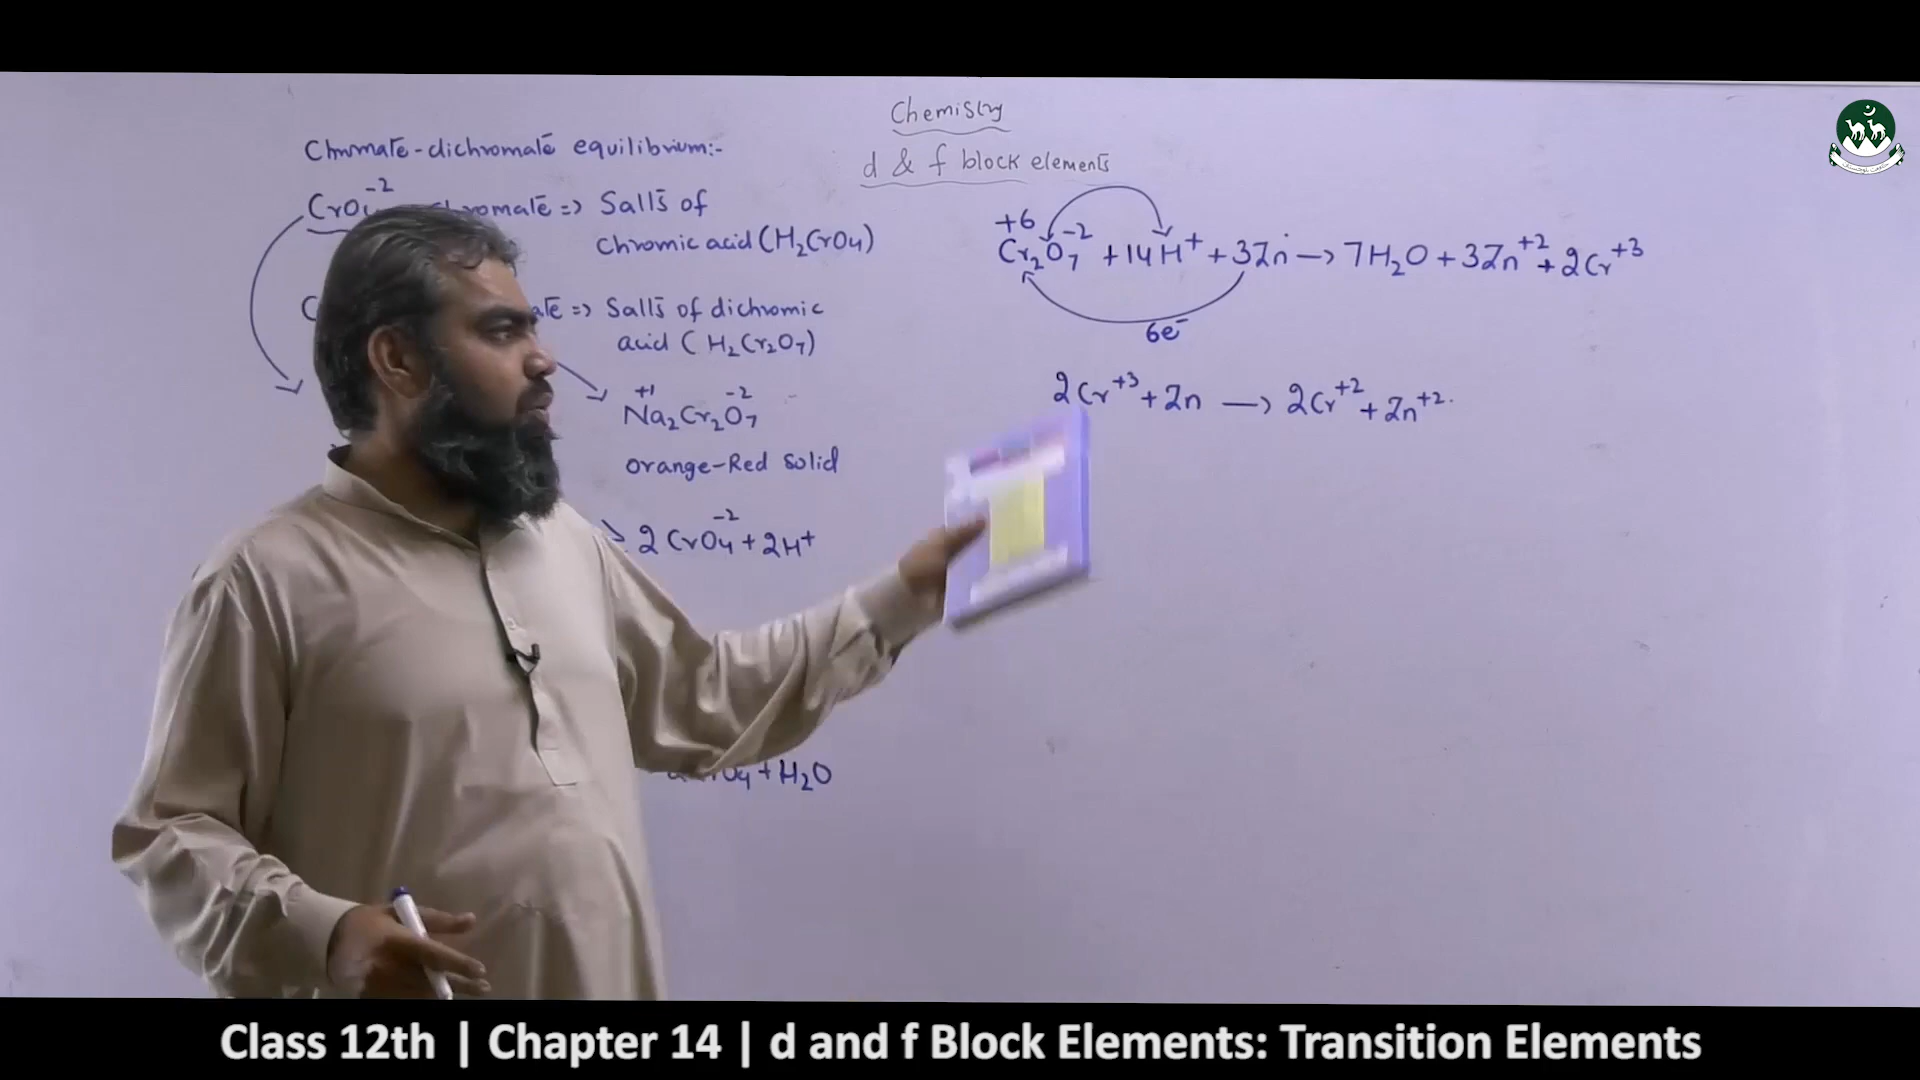 Chemistry
d & f block elements
Chromate-dichromate equilibrium:-
CrO₄⁻² chromate => Salts of
Chromic acid (H₂CrO₄)
=> Salts of dichromic
acid (H₂Cr₂O₇)
+1 -2
Na₂Cr₂O₇
orange-Red solid
2CrO₄⁻² + 2H⁺
+ H₂O
+6
Cr₂O₇⁻² + 14H⁺ + 3Zn → 7H₂O + 3Zn⁺² + 2Cr⁺³
6e⁻
2Cr⁺³ + Zn → 2Cr⁺² + Zn⁺².
Class 12th | Chapter 14 | d and f Block Elements: Transition Elements